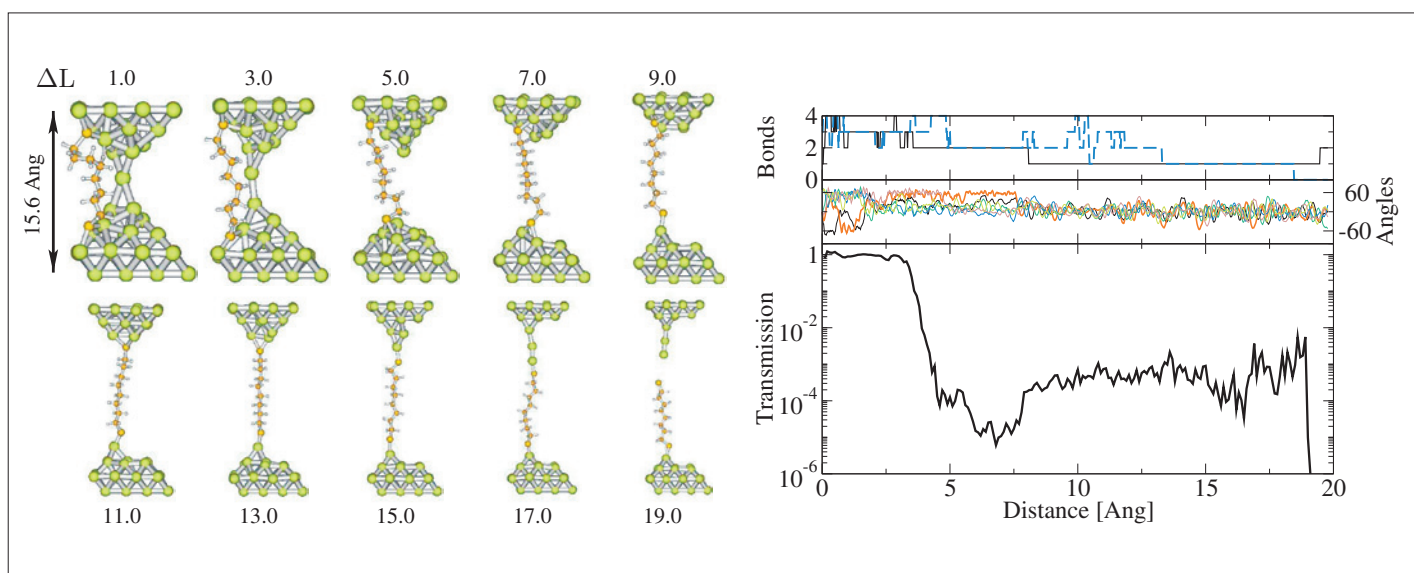 ΔL 1.0 3.0 5.0 7.0 9.0
15.6 Ang
11.0 13.0 15.0 17.0 19.0
4
2
0
Bonds
60
-60
Angles
1
10⁻²
10⁻⁴
10⁻⁶
Transmission
0 5 10 15 20
Distance [Ang]